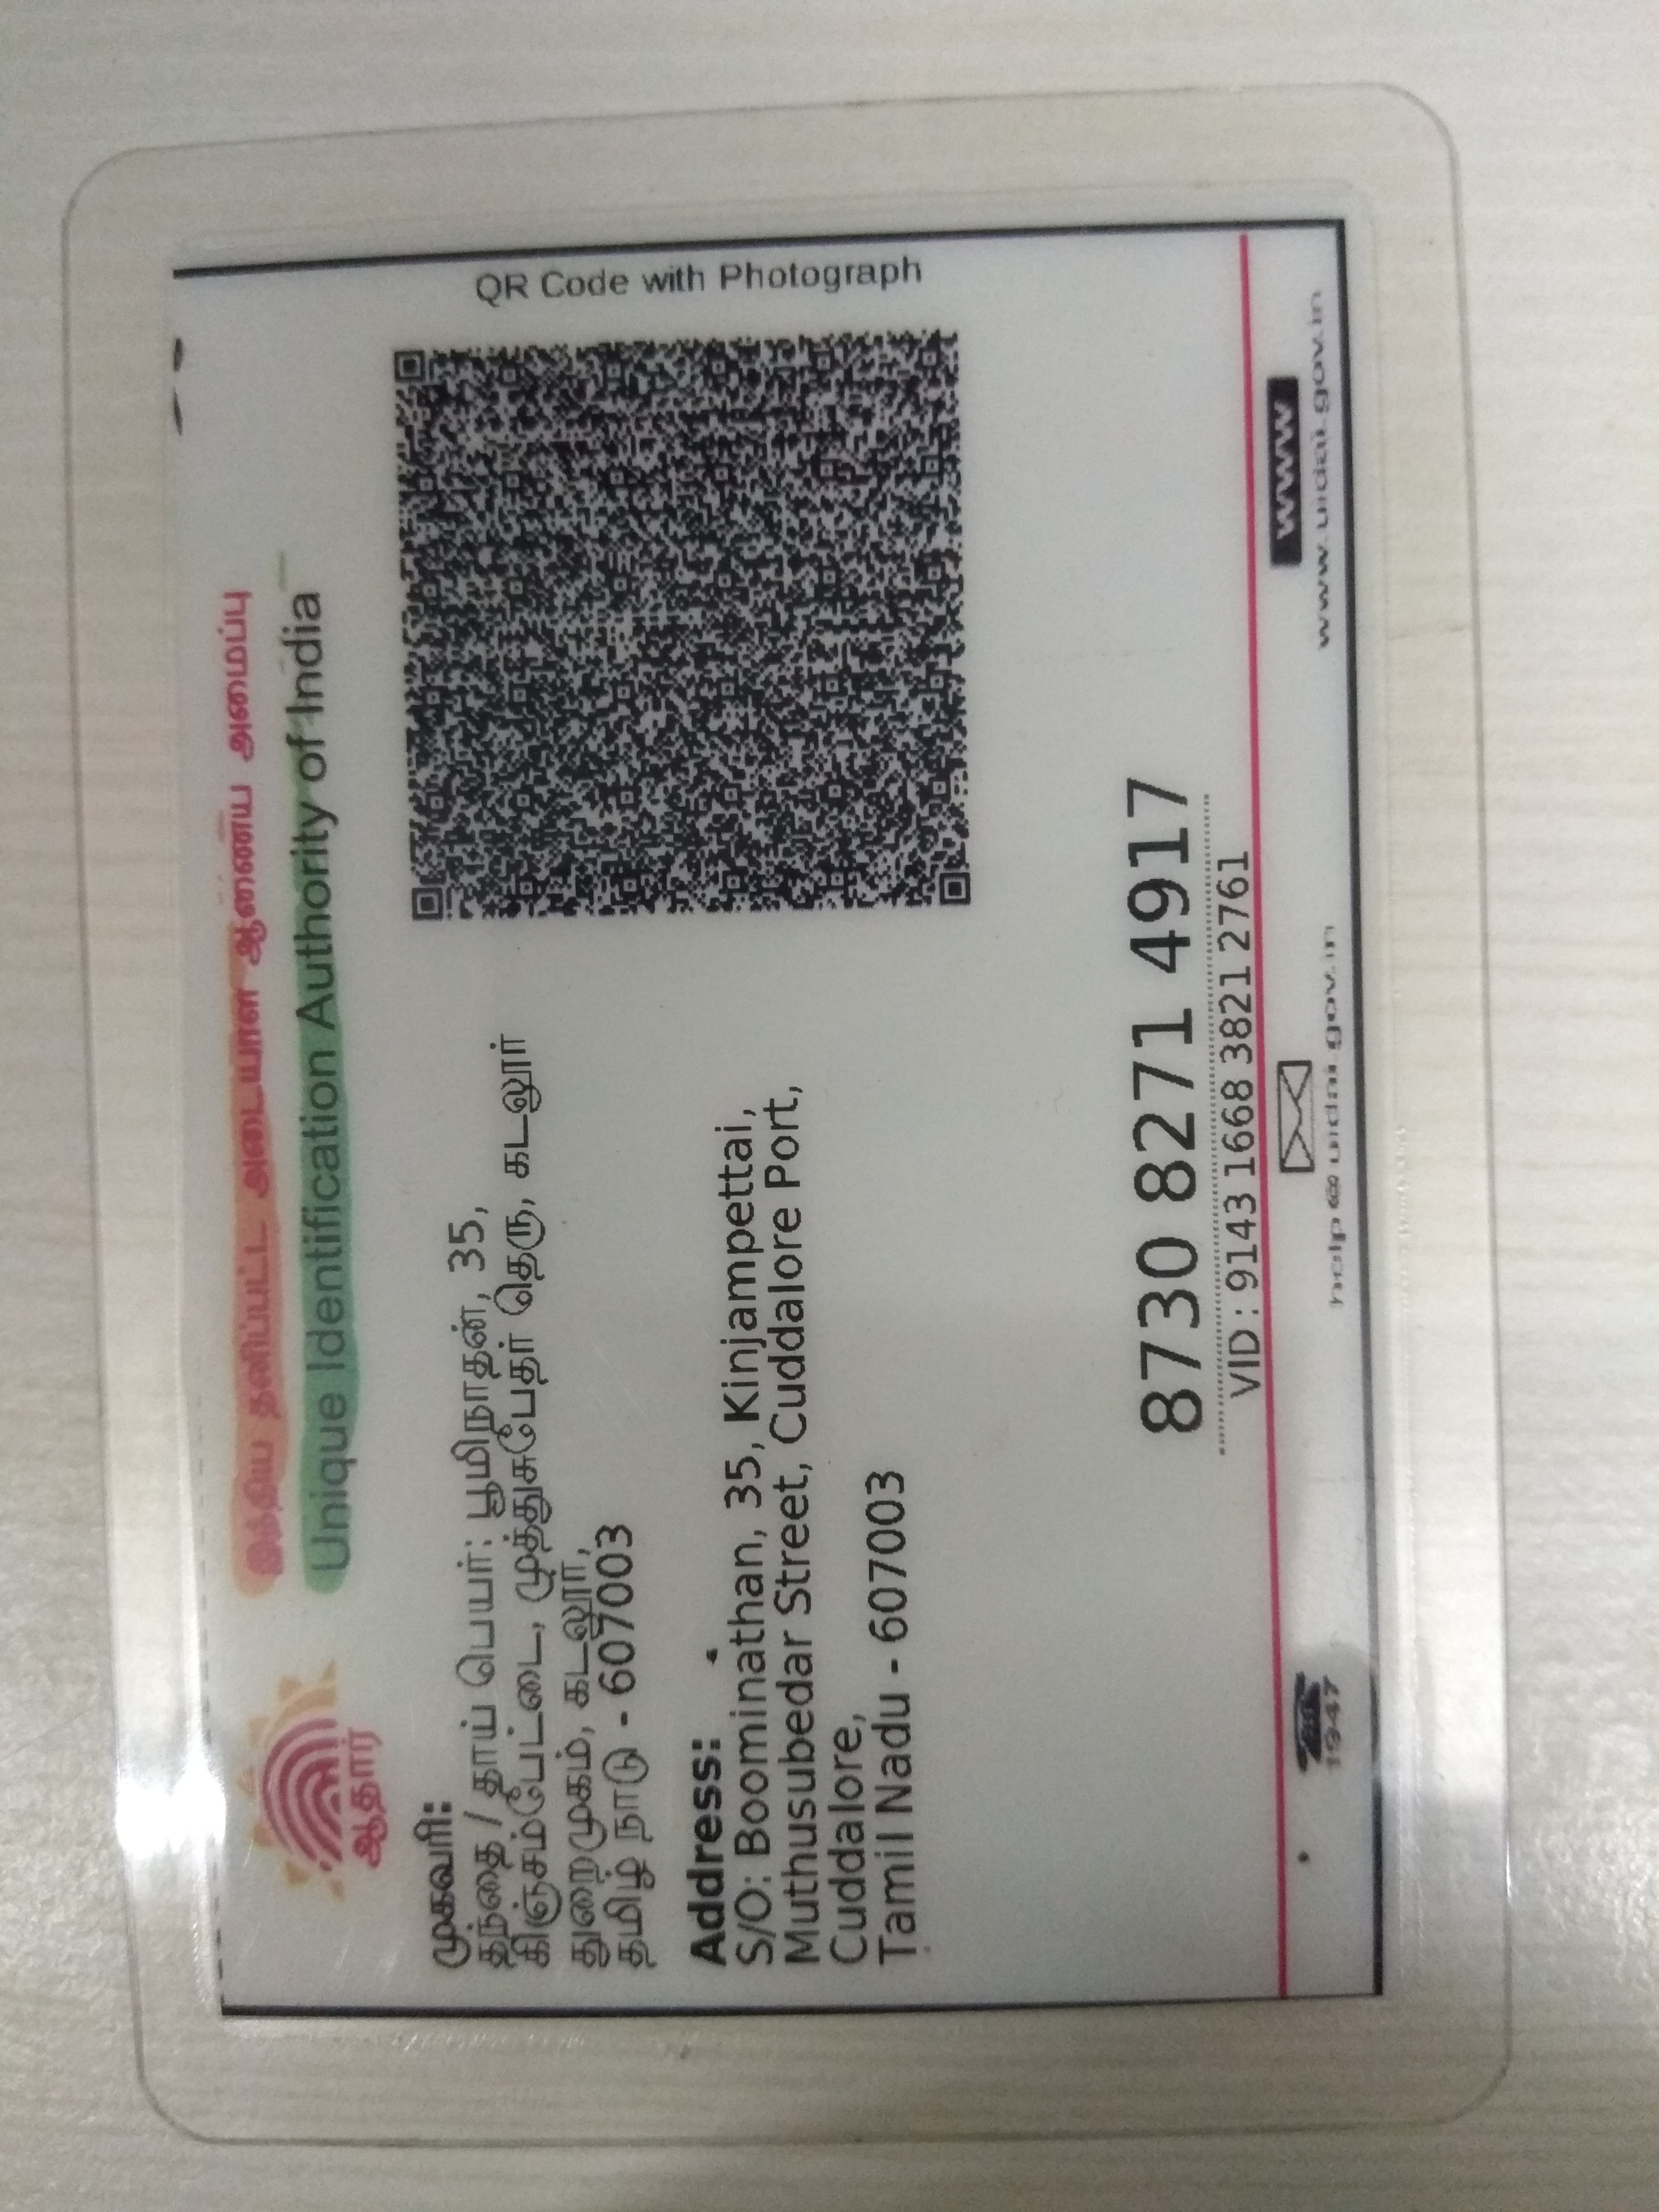 இந்திய தனிப்பட்ட அடையாள ஆணைய அமைப்பு
Unique Identification Authority of India
ஆதார்
முகவரி:
தந்தை / தாய் பெயர்: பூமிநாதன், 35,
கிஞ்சம்பேட்டை, முத்துசுபேதர் தெரு, கடலூர்
துறைமுகம், கடலூர்,
தமிழ் நாடு - 607003
Address:
S/O: Boominathan, 35, Kinjampettai,
Muthusubedar Street, Cuddalore Port,
Cuddalore,
Tamil Nadu - 607003
QR Code with Photograph
8730 8271 4917
VID : 9143 1668 3821 2761
1947
help@uidai.gov.in
www
www.uidai.gov.in